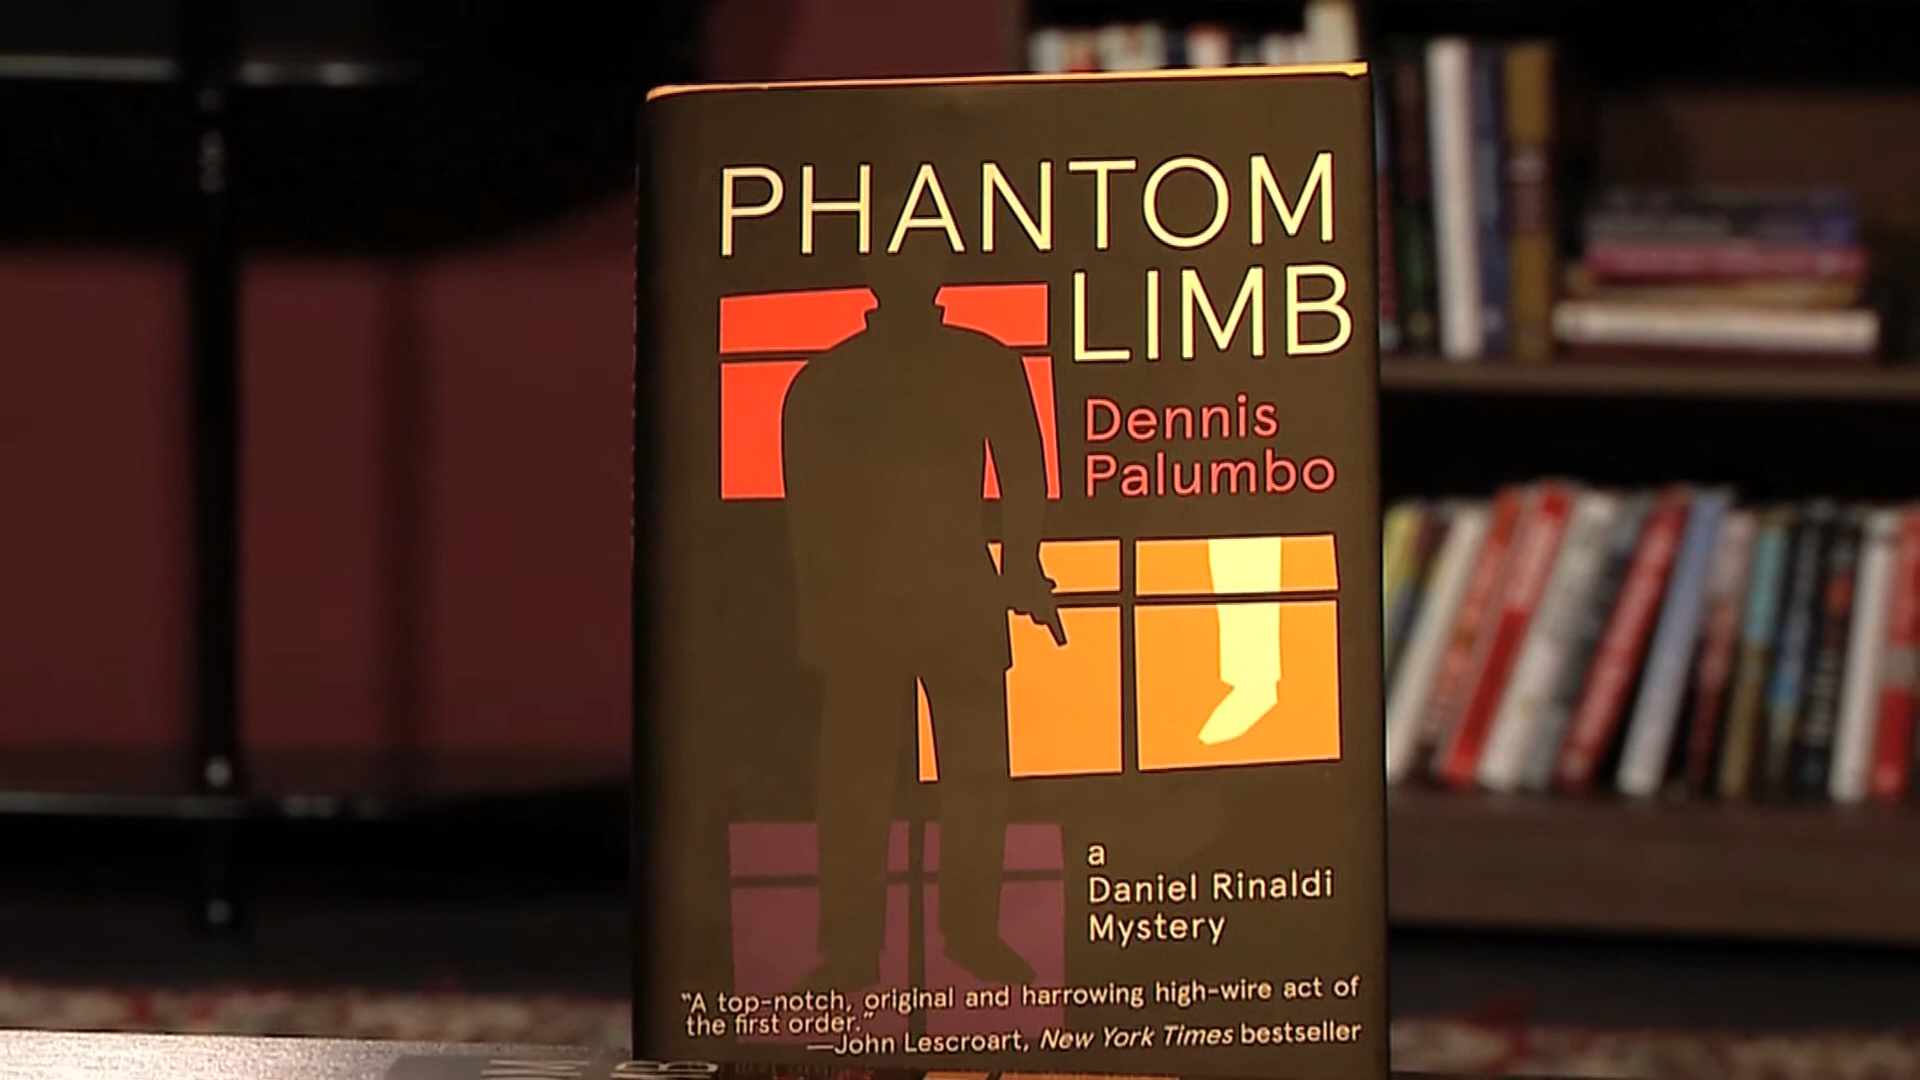 PHANTOM
LIMB
Dennis
Palumbo
a
Daniel Rinaldi
Mystery
"A top-notch, original and harrowing high-wire act of
the first order."
—John Lescroart, New York Times bestseller